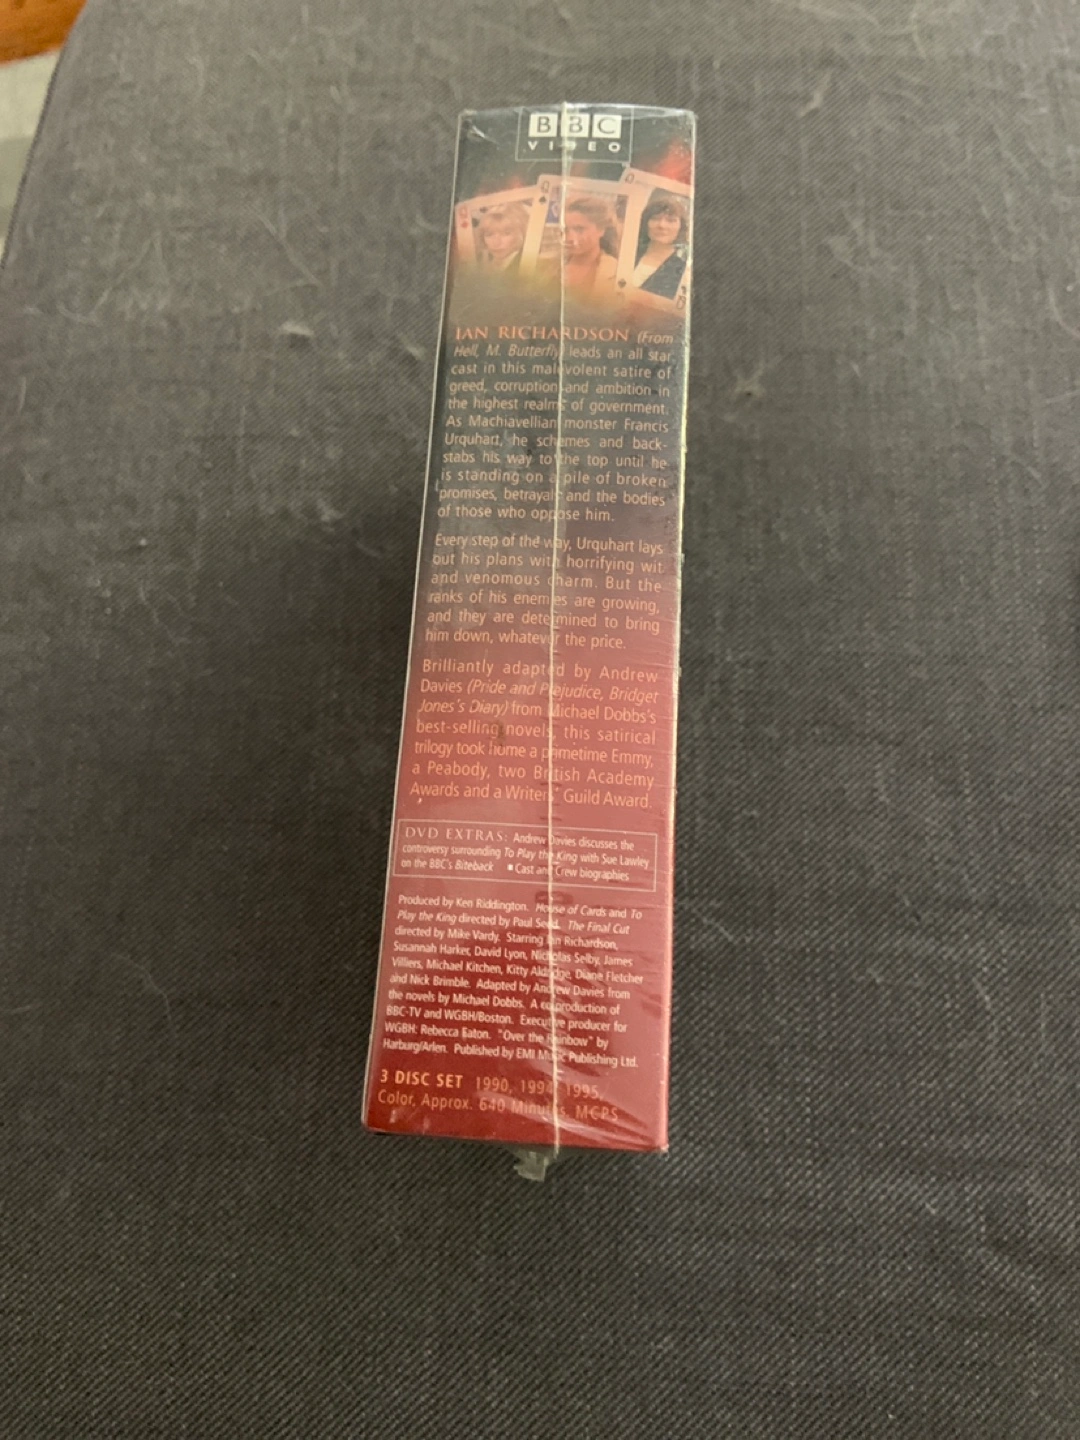 BBC
VIDEO
IAN RICHARDSON (From
Hell, M. Butterfly) leads an all star
cast in this malevolent satire of
greed, corruption and ambition in
the highest realms of government.
As Machiavellian monster Francis
Urquhart, he schemes and back-
stabs his way to the top until he
is standing on a pile of broken
promises, betrayals and the bodies
of those who oppose him.
Every step of the way, Urquhart lays
out his plans with horrifying wit
and venomous charm. But the
ranks of his enemies are growing,
and they are determined to bring
him down, whatever the price.
Brilliantly adapted by Andrew
Davies (Pride and Prejudice, Bridget
Jones's Diary) from Michael Dobbs's
best-selling novels, this satirical
trilogy took home a primetime Emmy,
a Peabody, two British Academy
Awards and a Writers' Guild Award.
DVD EXTRAS: Andrew Davies discusses the
controversy surrounding To Play the King with Sue Lawley
on the BBC's Biteback ■ Cast and Crew biographies
Produced by Ken Riddington. House of Cards and To
Play the King directed by Paul Seed. The Final Cut
directed by Mike Vardy. Starring Ian Richardson,
Susannah Harker, David Lyon, Nicholas Selby, James
Villiers, Michael Kitchen, Kitty Aldridge, Diane Fletcher
and Nick Brimble. Adapted by Andrew Davies from
the novels by Michael Dobbs. A co-production of
BBC-TV and WGBH/Boston. Executive producer for
WGBH: Rebecca Eaton. "Over the Rainbow" by
Harburg/Arlen. Published by EMI Music Publishing Ltd.
3 DISC SET 1990, 1994, 1995,
Color, Approx. 640 Minutes. MCPS